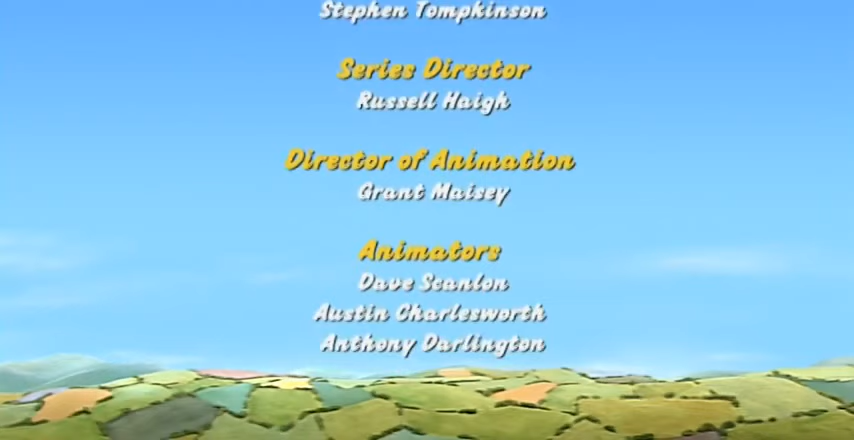 Stephen Tompkinson
Series Director
Russell Haigh
Director of Animation
Grant Maisey
Animators
Dave Scanlon
Austin Charlesworth
Anthony Darlington